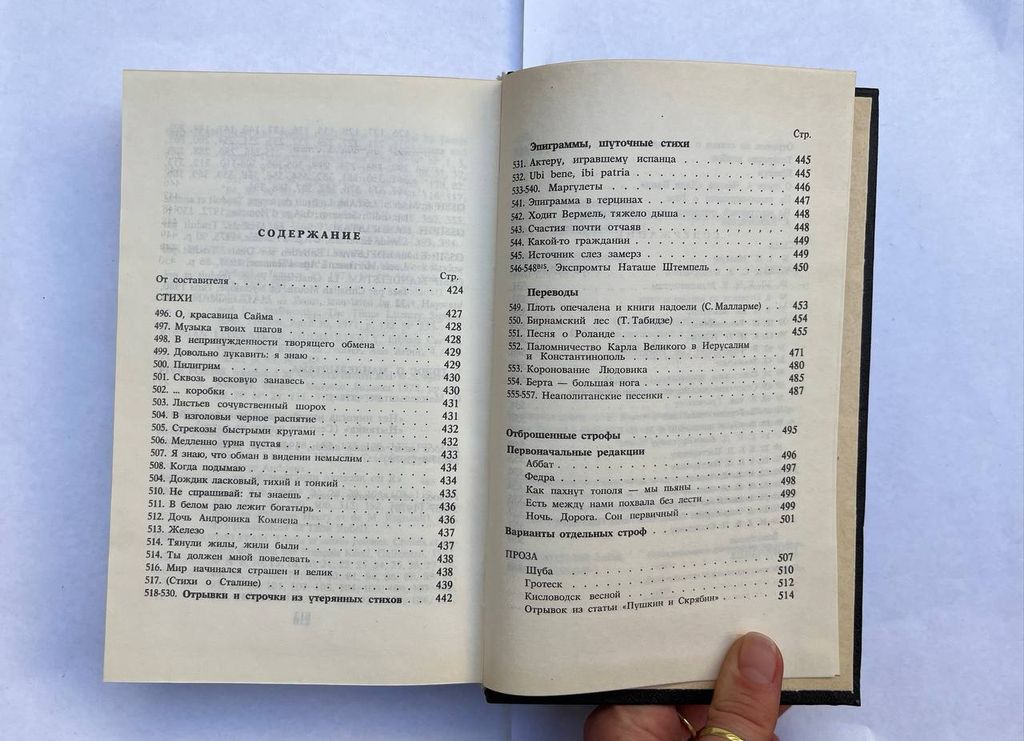 СОДЕРЖАНИЕ
Стр.
От составителя . . . . . . . . . . . . . . . . . . 424
СТИХИ
496. О, красавица Сайма . . . . . . . . . . . . . . 427
497. Музыка твоих шагов . . . . . . . . . . . . . . 428
498. В непринужденности творящего обмена . . . . . . 428
499. Довольно лукавить: я знаю . . . . . . . . . . . 429
500. Пилигрим . . . . . . . . . . . . . . . . . . . 429
501. Сквозь восковую занавесь . . . . . . . . . . . 430
502. ... коробки . . . . . . . . . . . . . . . . . . 430
503. Листьев сочувственный шорох . . . . . . . . . . 431
504. В изголовьи черное распятие . . . . . . . . . . 431
505. Стрекозы быстрыми кругами . . . . . . . . . . . 432
506. Медленно урна пустая . . . . . . . . . . . . . 432
507. Я знаю, что обман в видении немыслим . . . . . 433
508. Когда подымаю . . . . . . . . . . . . . . . . . 434
504. Дождик ласковый, тихий и тонкий . . . . . . . . 434
510. Не спрашивай: ты знаешь . . . . . . . . . . . . 435
511. В белом раю лежит богатырь . . . . . . . . . . 436
512. Дочь Андроника Комнена . . . . . . . . . . . . 436
513. Железо . . . . . . . . . . . . . . . . . . . . 437
514. Тянули жилы, жили были . . . . . . . . . . . . 437
514. Ты должен мной повелевать . . . . . . . . . . . 438
516. Мир начинался страшен и велик . . . . . . . . . 438
517. (Стихи о Сталине) . . . . . . . . . . . . . . . 439
518-530. Отрывки и строчки из утерянных стихов . . . 442
Стр.
Эпиграммы, шуточные стихи
531. Актеру, игравшему испанца . . . . . . . . . . . 445
532. Ubi bene, ibi patria . . . . . . . . . . . . . 445
533-540. Маргулеты . . . . . . . . . . . . . . . . . 446
541. Эпиграмма в терцинах . . . . . . . . . . . . . 447
542. Ходит Вермель, тяжело дыша . . . . . . . . . . 448
543. Счастия почти отчаяв . . . . . . . . . . . . . 448
544. Какой-то гражданин . . . . . . . . . . . . . . 449
545. Источник слез замерз . . . . . . . . . . . . . 449
546-548BIS. Экспромты Наташе Штемпель . . . . . . . 450
Переводы
549. Плоть опечалена и книги надоели (С. Малларме) . . 453
550. Бирнамский лес (Т. Табидзе) . . . . . . . . . . 454
551. Песня о Роланде . . . . . . . . . . . . . . . . 455
552. Паломничество Карла Великого в Иерусалим
и Константинополь . . . . . . . . . . . . . . . . . 471
553. Коронование Людовика . . . . . . . . . . . . . 480
554. Берта — большая нога . . . . . . . . . . . . . 485
555-557. Неаполитанские песенки . . . . . . . . . . 487
Отброшенные строфы . . . . . . . . . . . . . . . . 495
Первоначальные редакции
Аббат . . . . . . . . . . . . . . . . . . . . . . . 496
Федра . . . . . . . . . . . . . . . . . . . . . . . 497
Как пахнут тополя — мы пьяны . . . . . . . . . . . 498
Есть между нами похвала без лести . . . . . . . . . 499
Ночь. Дорога. Сон первичный . . . . . . . . . . . . 499
Варианты отдельных строф . . . . . . . . . . . . . 501
ПРОЗА
Шуба . . . . . . . . . . . . . . . . . . . . . . . 507
Гротеск . . . . . . . . . . . . . . . . . . . . . . 510
Кисловодск весной . . . . . . . . . . . . . . . . . 512
Отрывок из статьи «Пушкин и Скрябин» . . . . . . . 514